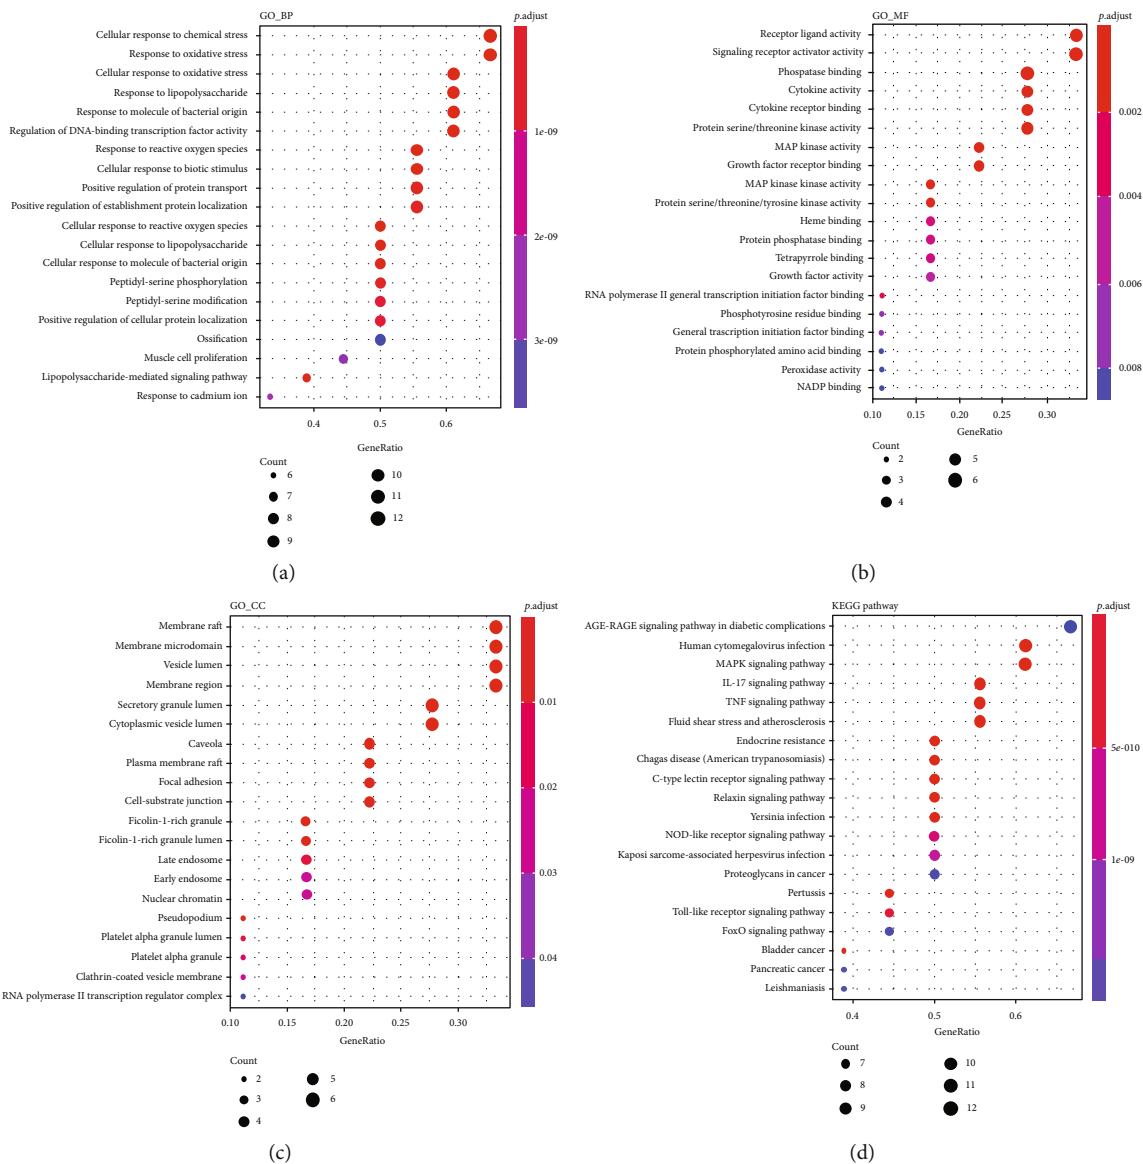 GO_BP
p.adjust
Cellular response to chemical stress
Response to oxidative stress
Cellular response to oxidative stress
Response to lipopolysaccharide
Response to molecule of bacterial origin
Regulation of DNA-binding transcription factor activity
Response to reactive oxygen species
Cellular response to biotic stimulus
Positive regulation of protein transport
Positive regulation of establishment protein localization
Cellular response to reactive oxygen species
Cellular response to lipopolysaccharide
Cellular response to molecule of bacterial origin
Peptidyl-serine phosphorylation
Peptidyl-serine modification
Positive regulation of cellular protein localization
Ossification
Muscle cell proliferation
Lipopolysaccharide-mediated signaling pathway
Response to cadmium ion
1e-09
2e-09
3e-09
0.4 0.5 0.6
GeneRatio
Count
6 10
7 11
8 12
9
(a)
GO_MF
p.adjust
Receptor ligand activity
Signaling receptor activator activity
Phospatase binding
Cytokine activity
Cytokine receptor binding
Protein serine/threonine kinase activity
MAP kinase activity
Growth factor receptor binding
MAP kinase kinase activity
Protein serine/threonine/tyrosine kinase activity
Heme binding
Protein phosphatase binding
Tetrapyrrole binding
Growth factor activity
RNA polymerase II general transcription initiation factor binding
Phosphotyrosine residue binding
General trascription initiation factor binding
Protein phosphorylated amino acid binding
Peroxidase activity
NADP binding
0.002
0.004
0.006
0.008
0.10 0.15 0.20 0.25 0.30
GeneRatio
Count
2 5
3 6
4
(b)
GO_CC
p.adjust
Membrane raft
Membrane microdomain
Vesicle lumen
Membrane region
Secretory granule lumen
Cytoplasmic vesicle lumen
Caveola
Plasma membrane raft
Focal adhesion
Cell-substrate junction
Ficolin-1-rich granule
Ficolin-1-rich granule lumen
Late endosome
Early endosome
Nuclear chromatin
Pseudopodium
Platelet alpha granule lumen
Platelet alpha granule
Clathrin-coated vesicle membrane
RNA polymerase II transcription regulator complex
0.01
0.02
0.03
0.04
0.10 0.15 0.20 0.25 0.30
GeneRatio
Count
2 5
3 6
4
(c)
KEGG pathway
p.adjust
AGE-RAGE signaling pathway in diabetic complications
Human cytomegalovirus infection
MAPK signaling pathway
IL-17 signaling pathway
TNF signaling pathway
Fluid shear stress and atherosclerosis
Endocrine resistance
Chagas disease (American trypanosomiasis)
C-type lectin receptor signaling pathway
Relaxin signaling pathway
Yersinia infection
NOD-like receptor signaling pathway
Kaposi sarcome-associated herpesvirus infection
Proteoglycans in cancer
Pertussis
Toll-like receptor signaling pathway
FoxO signaling pathway
Bladder cancer
Pancreatic cancer
Leishmaniasis
5e-010
1e-09
0.4 0.5 0.6
GeneRatio
Count
7 10
8 11
9 12
(d)